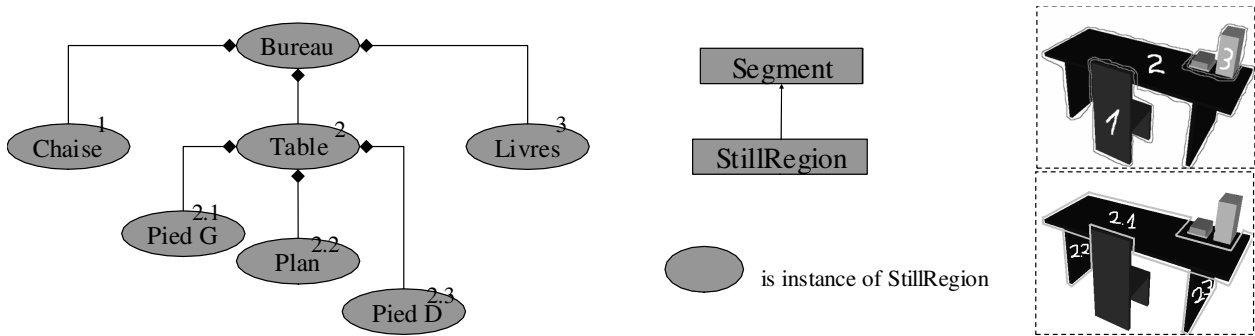 Bureau
1
Chaise
2
Table
3
Livres
2.1
Pied G
2.2
Plan
2.3
Pied D
Segment
StillRegion
is instance of StillRegion
1
2
3
2.1
2.2
2.3